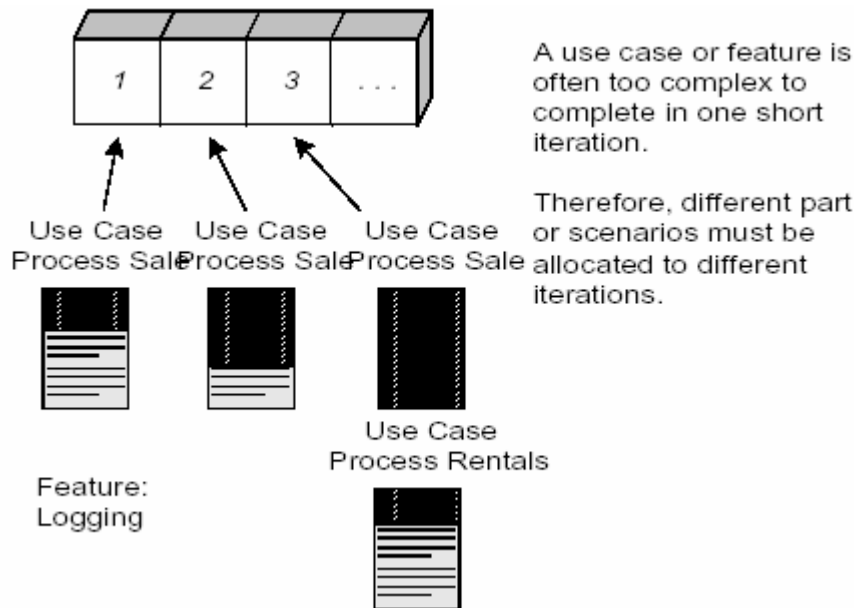 1 2 3 . . .
A use case or feature is
often too complex to
complete in one short
iteration.
Therefore, different part
or scenarios must be
allocated to different
iterations.
Use Case
Process Sale
Use Case
Process Sale
Use Case
Process Sale
Use Case
Process Rentals
Feature:
Logging